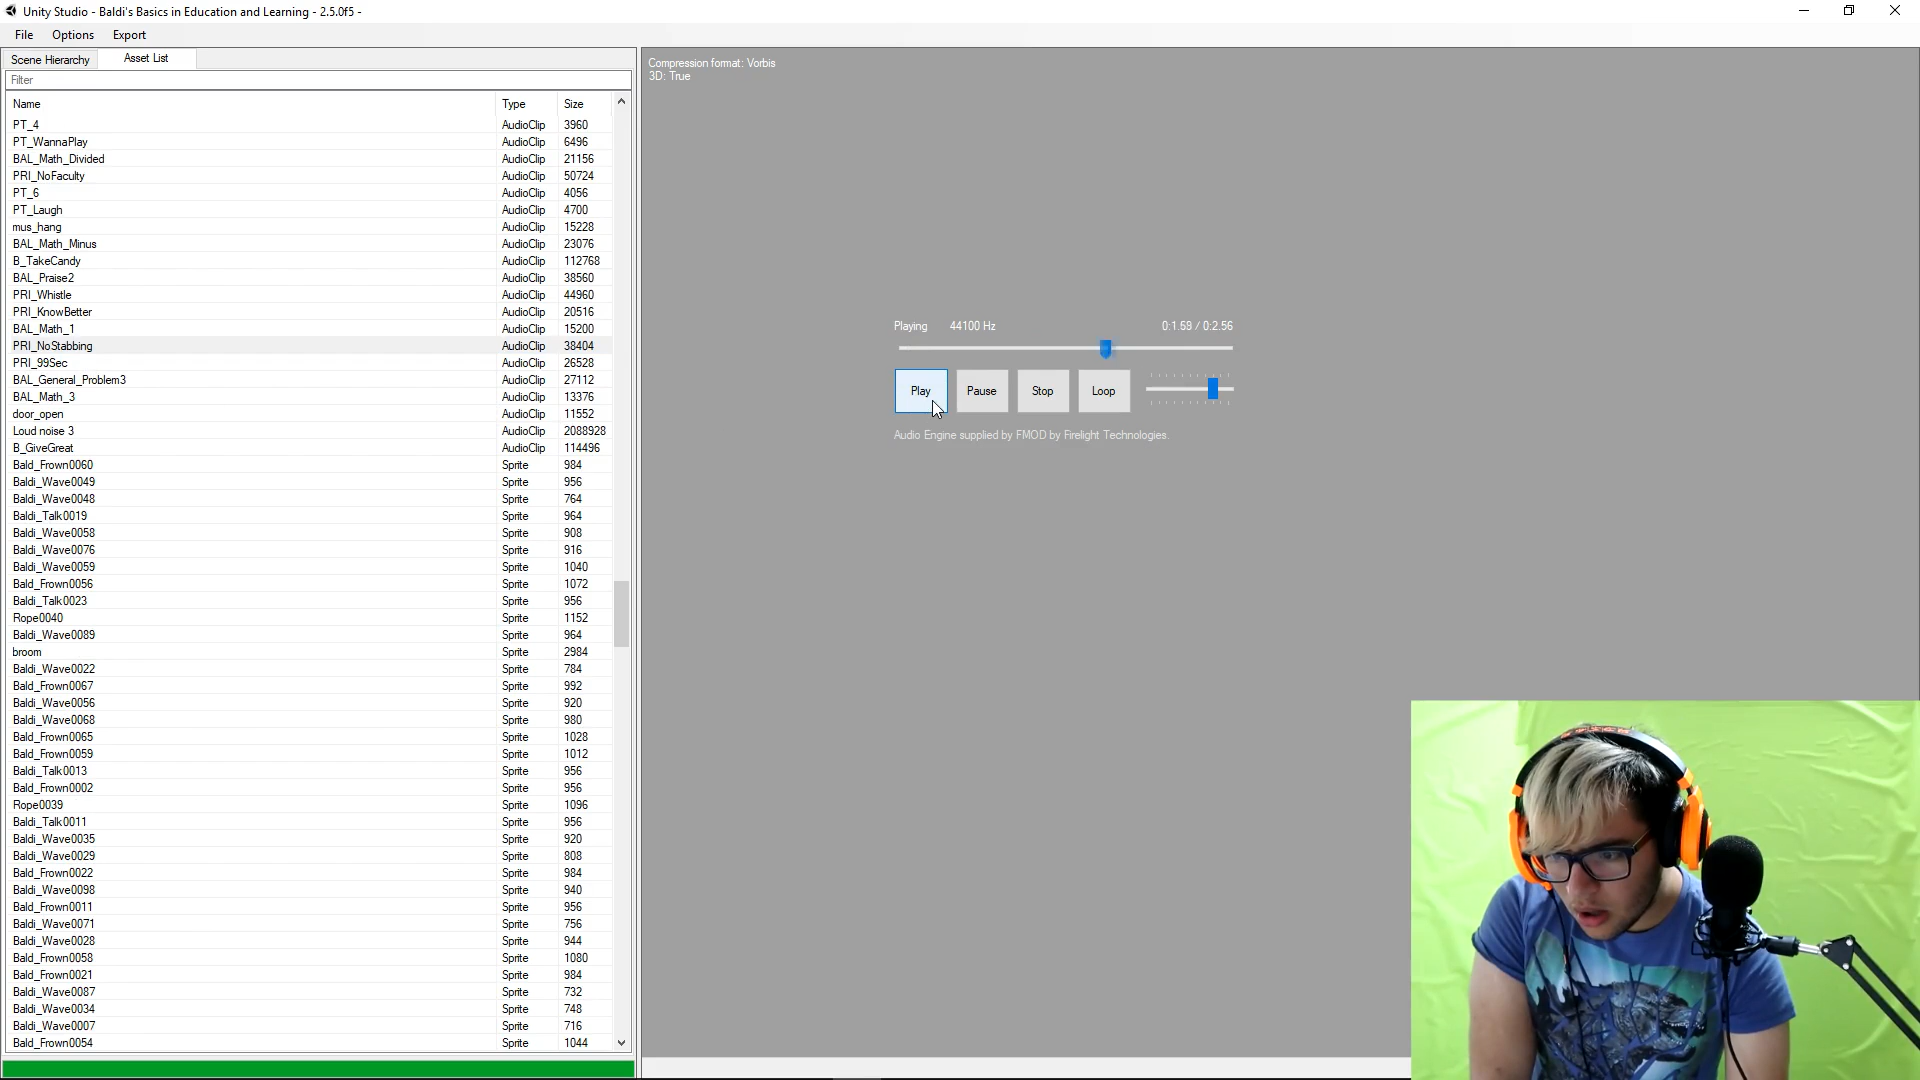 Unity Studio - Baldi's Basics in Education and Learning - 2.5.0f5 -
File Options Export
Scene Hierarchy Asset List
Filter
Name Type Size
PT_4 AudioClip 3960
PT_WannaPlay AudioClip 6496
BAL_Math_Divided AudioClip 21156
PRI_NoFaculty AudioClip 50724
PT_6 AudioClip 4056
PT_Laugh AudioClip 4700
mus_hang AudioClip 15228
BAL_Math_Minus AudioClip 23076
B_TakeCandy AudioClip 112768
BAL_Praise2 AudioClip 38560
PRI_Whistle AudioClip 44960
PRI_KnowBetter AudioClip 20516
BAL_Math_1 AudioClip 15200
PRI_NoStabbing AudioClip 38404
PRI_99Sec AudioClip 26528
BAL_General_Problem3 AudioClip 27112
BAL_Math_3 AudioClip 13376
door_open AudioClip 11552
Loud noise 3 AudioClip 2088928
B_GiveGreat AudioClip 114496
Bald_Frown0060 Sprite 984
Baldi_Wave0049 Sprite 956
Baldi_Wave0048 Sprite 764
Baldi_Talk0019 Sprite 964
Baldi_Wave0058 Sprite 908
Baldi_Wave0076 Sprite 916
Baldi_Wave0059 Sprite 1040
Bald_Frown0056 Sprite 1072
Baldi_Talk0023 Sprite 956
Rope0040 Sprite 1152
Baldi_Wave0089 Sprite 964
broom Sprite 2984
Baldi_Wave0022 Sprite 784
Bald_Frown0067 Sprite 992
Baldi_Wave0056 Sprite 920
Baldi_Wave0068 Sprite 980
Bald_Frown0065 Sprite 1028
Bald_Frown0059 Sprite 1012
Baldi_Talk0013 Sprite 956
Bald_Frown0002 Sprite 956
Rope0039 Sprite 1096
Baldi_Talk0011 Sprite 956
Baldi_Wave0035 Sprite 920
Baldi_Wave0029 Sprite 808
Bald_Frown0022 Sprite 984
Baldi_Wave0098 Sprite 940
Bald_Frown0011 Sprite 956
Baldi_Wave0071 Sprite 756
Baldi_Wave0028 Sprite 944
Bald_Frown0058 Sprite 1080
Bald_Frown0021 Sprite 984
Baldi_Wave0087 Sprite 732
Baldi_Wave0034 Sprite 748
Baldi_Wave0007 Sprite 716
Bald_Frown0054 Sprite 1044
Compression format: Vorbis
3D: True
Playing 44100 Hz 0:1.59 / 0:2.56
Play Pause Stop Loop
Audio Engine supplied by FMOD by Firelight Technologies.